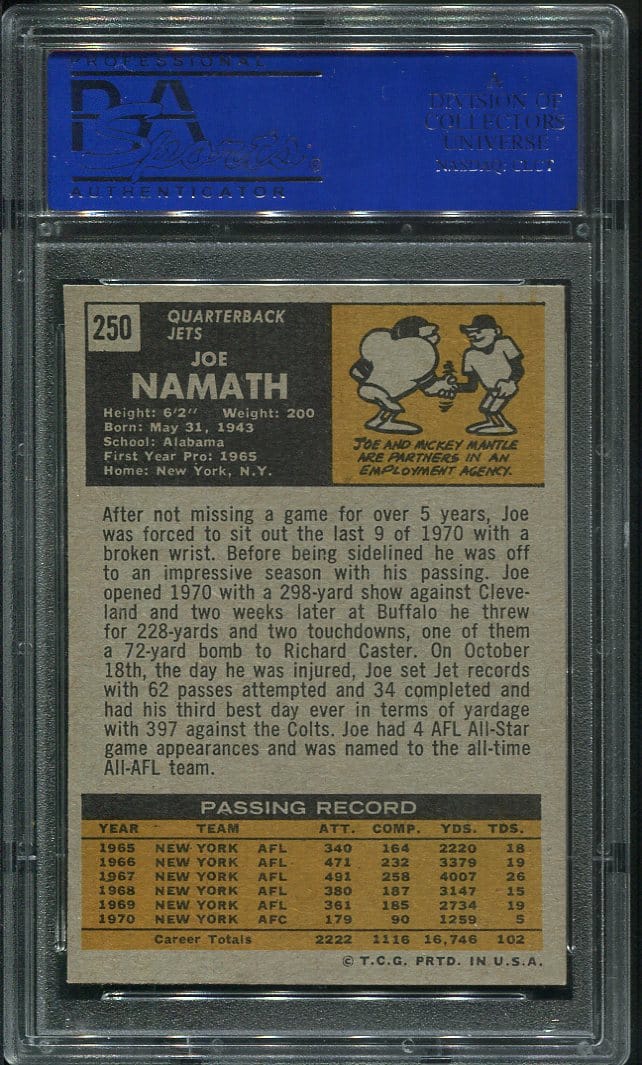 PROFESSIONAL
PSA
Sports®
AUTHENTICATOR
A
DIVISION OF
COLLECTORS
UNIVERSE
NASDAQ: CLCT
250
QUARTERBACK
JETS
JOE
NAMATH
Height: 6'2" Weight: 200
Born: May 31, 1943
School: Alabama
First Year Pro: 1965
Home: New York, N.Y.
JOE AND MICKEY MANTLE
ARE PARTNERS IN AN
EMPLOYMENT AGENCY.
After not missing a game for over 5 years, Joe
was forced to sit out the last 9 of 1970 with a
broken wrist. Before being sidelined he was off
to an impressive season with his passing. Joe
opened 1970 with a 298-yard show against Cleve-
land and two weeks later at Buffalo he threw
for 228-yards and two touchdowns, one of them
a 72-yard bomb to Richard Caster. On October
18th, the day he was injured, Joe set Jet records
with 62 passes attempted and 34 completed and
had his third best day ever in terms of yardage
with 397 against the Colts. Joe had 4 AFL All-Star
game appearances and was named to the all-time
All-AFL team.
PASSING RECORD
YEAR TEAM ATT. COMP. YDS. TDS.
1965 NEW YORK AFL 340 164 2220 18
1966 NEW YORK AFL 471 232 3379 19
1967 NEW YORK AFL 491 258 4007 26
1968 NEW YORK AFL 380 187 3147 15
1969 NEW YORK AFL 361 185 2734 19
1970 NEW YORK AFC 179 90 1259 5
Career Totals 2222 1116 16,746 102
© T.C.G. PRTD. IN U.S.A.